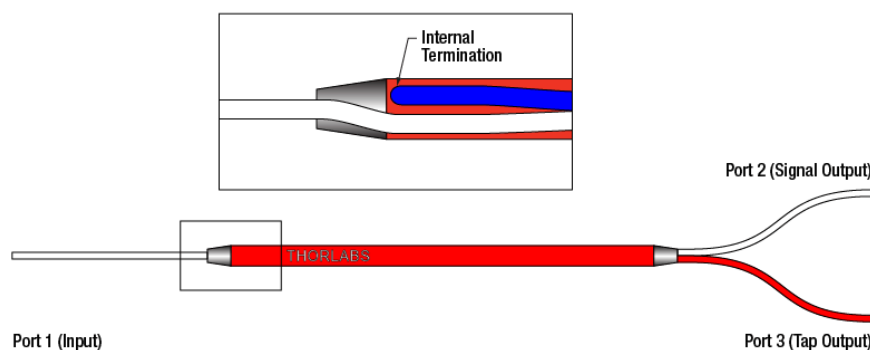 Internal
Termination
Port 2 (Signal Output)
THORLABS
Port 1 (Input)
Port 3 (Tap Output)